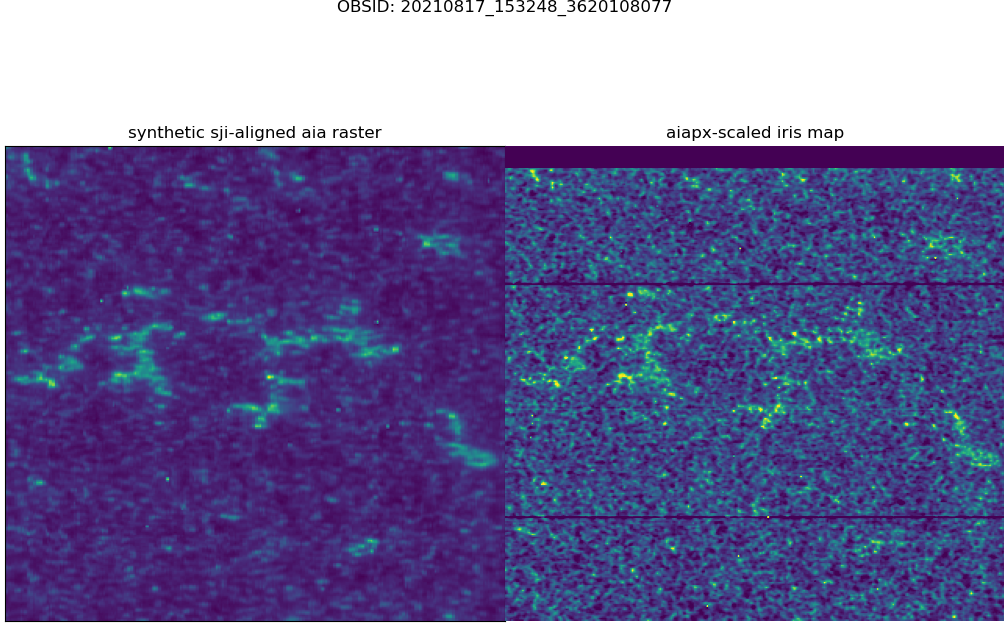 OBSID: 20210817_153248_3620108077
synthetic sji-aligned aia raster
aiapx-scaled iris map